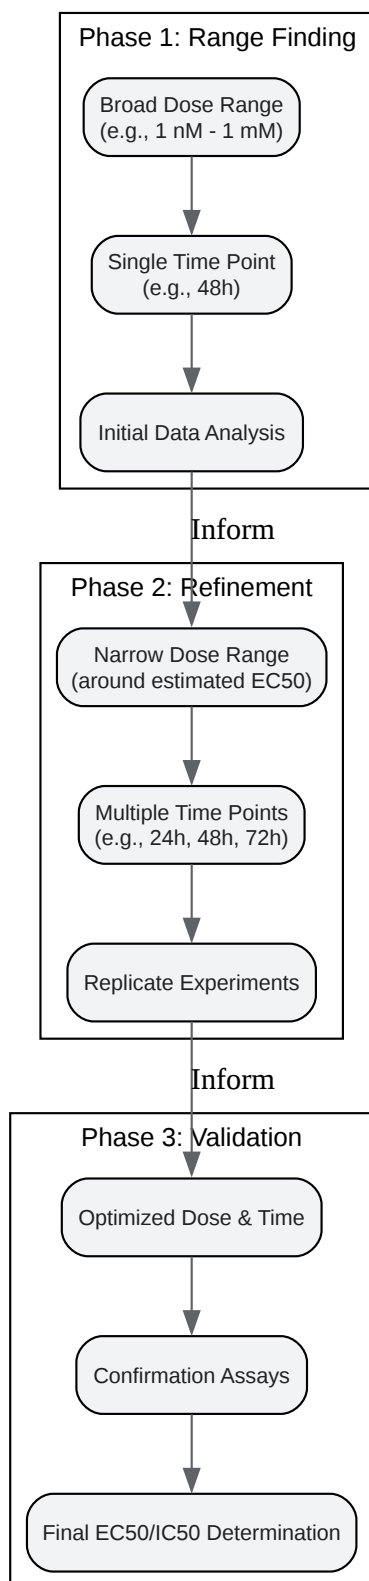 Phase 1: Range Finding
Broad Dose Range
(e.g., 1 nM - 1 mM)
Single Time Point
(e.g., 48h)
Initial Data Analysis
Inform
Phase 2: Refinement
Narrow Dose Range
(around estimated EC50)
Multiple Time Points
(e.g., 24h, 48h, 72h)
Replicate Experiments
Inform
Phase 3: Validation
Optimized Dose & Time
Confirmation Assays
Final EC50/IC50 Determination